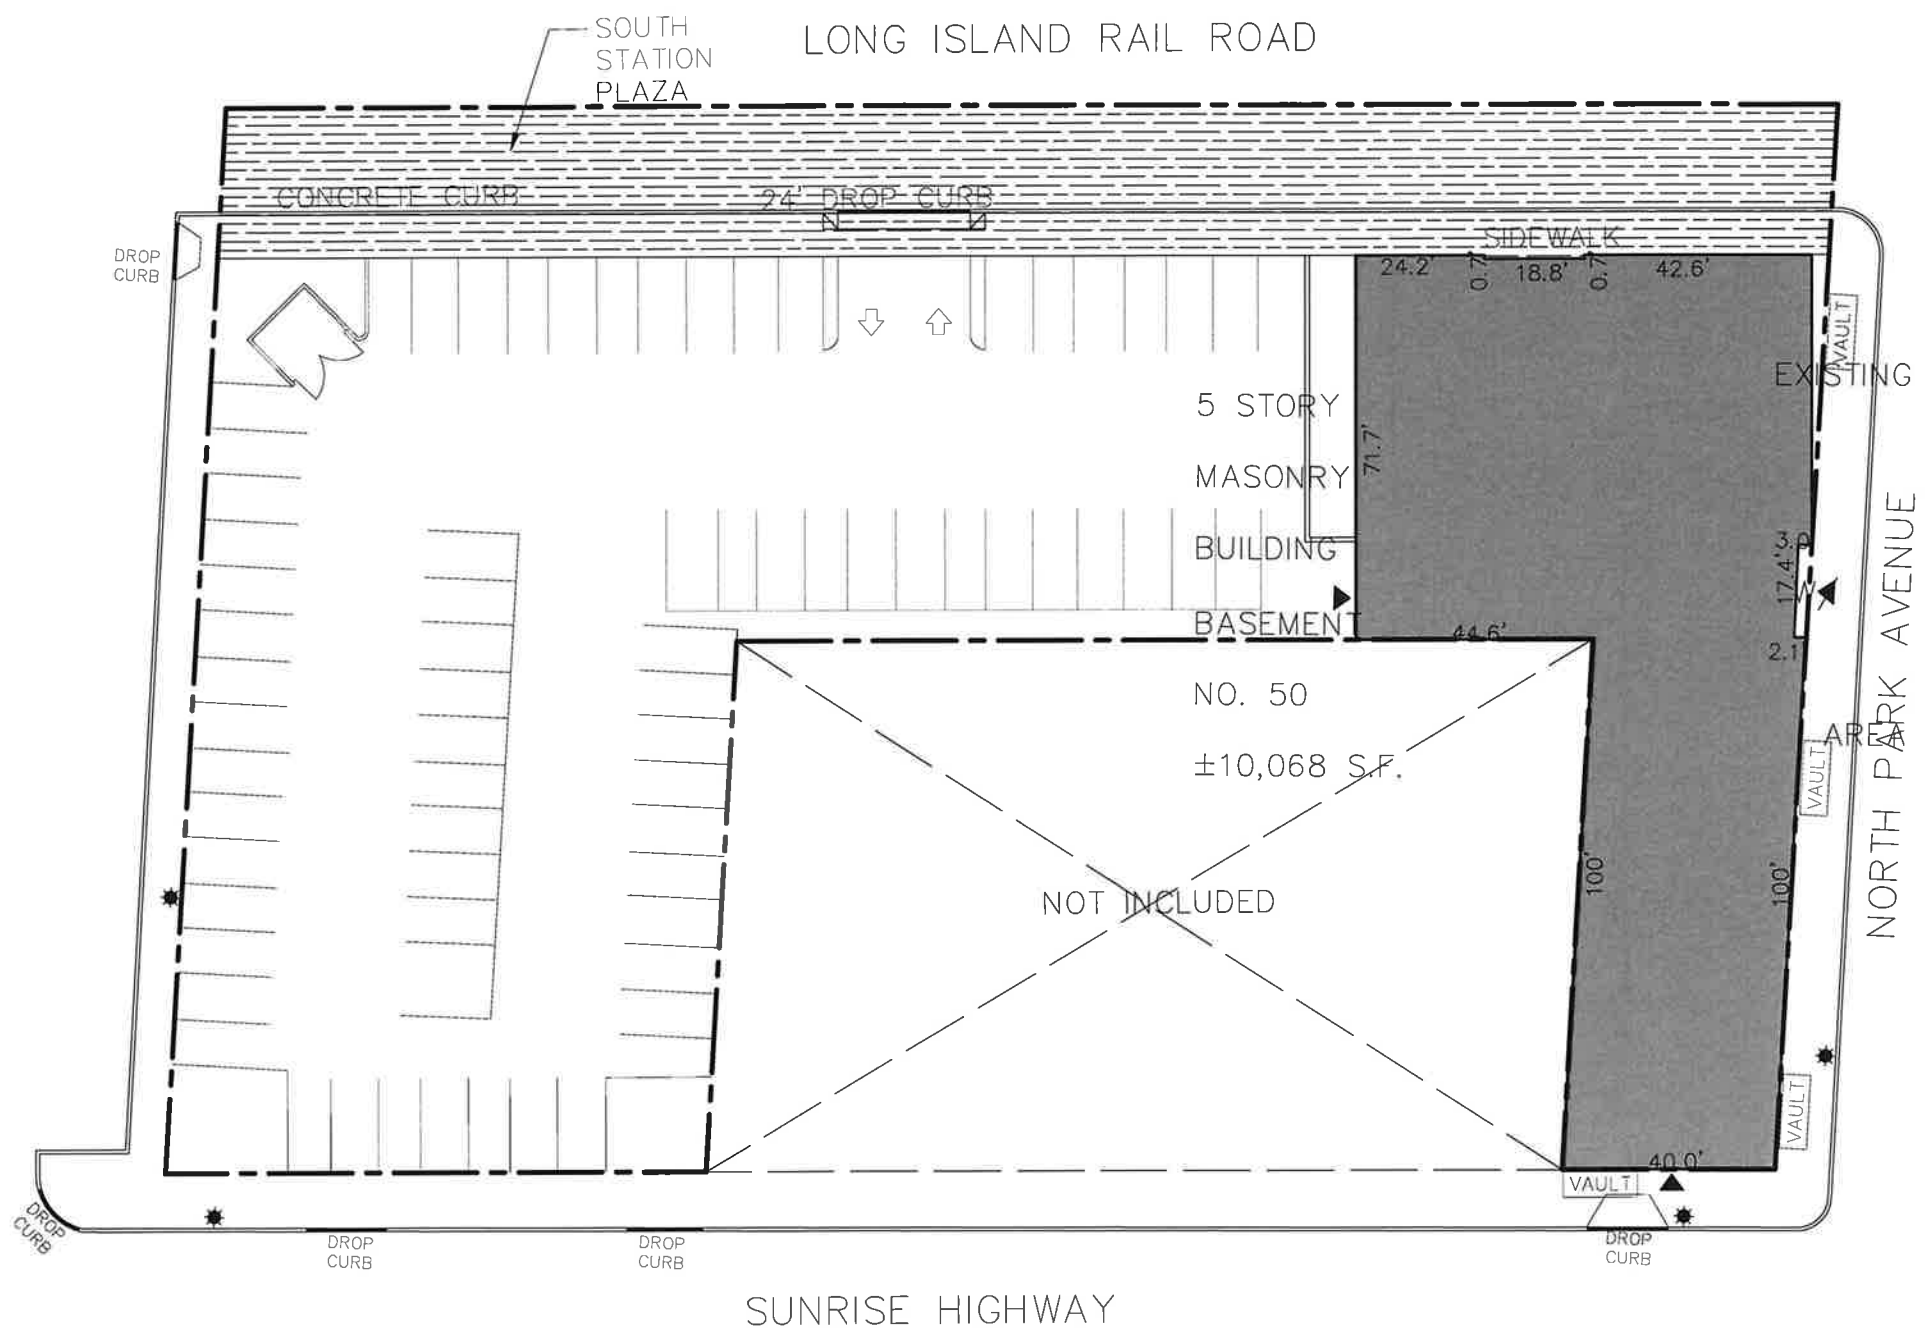 LONG ISLAND RAIL ROAD
SOUTH
STATION
PLAZA
CONCRETE CURB
24' DROP CURB
SIDEWALK
DROP
CURB
24.2'
0.7'
18.8'
0.7'
42.6'
VAULT
EXISTING
5 STORY
71.7'
MASONRY
BUILDING
3.0
17.4'
BASEMENT
44.6'
2.1'
NO. 50
AREA
±10,068 S.F.
VAULT
NORTH PARK AVENUE
NOT INCLUDED
100'
100'
VAULT
40.0'
VAULT
DROP
CURB
DROP
CURB
DROP
CURB
DROP
CURB
SUNRISE HIGHWAY